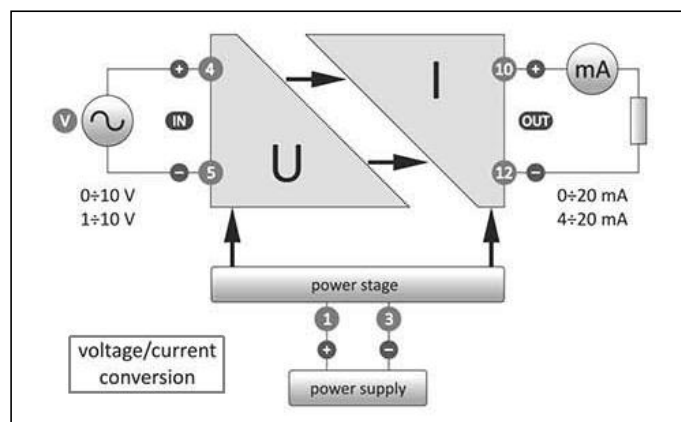 +
4
10
+
mA
V
IN
U
I
OUT
−
5
12
−
0÷10 V
1÷10 V
0÷20 mA
4÷20 mA
power stage
1
3
+
−
voltage/current
conversion
power supply